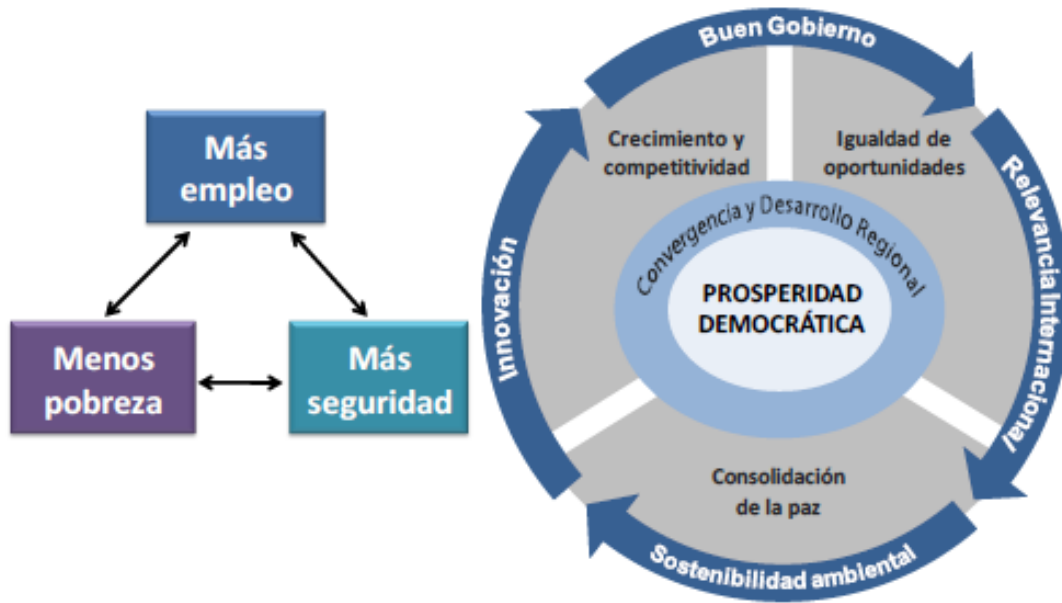 Más
empleo
Menos
pobreza
Más
seguridad
Buen Gobierno
Crecimiento y
competitividad
Igualdad de
oportunidades
Relevancia Internacional
Innovación
Convergencia y Desarrollo Regional
PROSPERIDAD
DEMOCRÁTICA
Consolidación
de la paz
Sostenibilidad ambiental